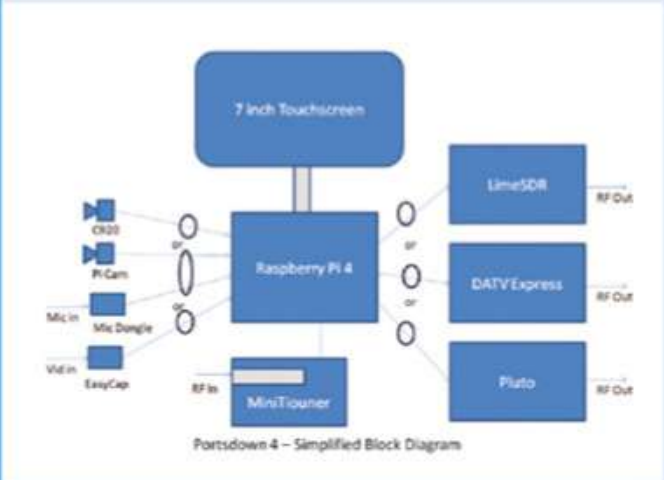 7 inch Touchscreen
LimeSDR
RF Out
C920
or
or
Pi Cam
Raspberry Pi 4
DATV Express
RF Out
or
or
Mic in
Mic Dongle
Vid in
EasyCap
RF In
MiniTiouner
Pluto
RF Out
Portsdown 4 – Simplified Block Diagram